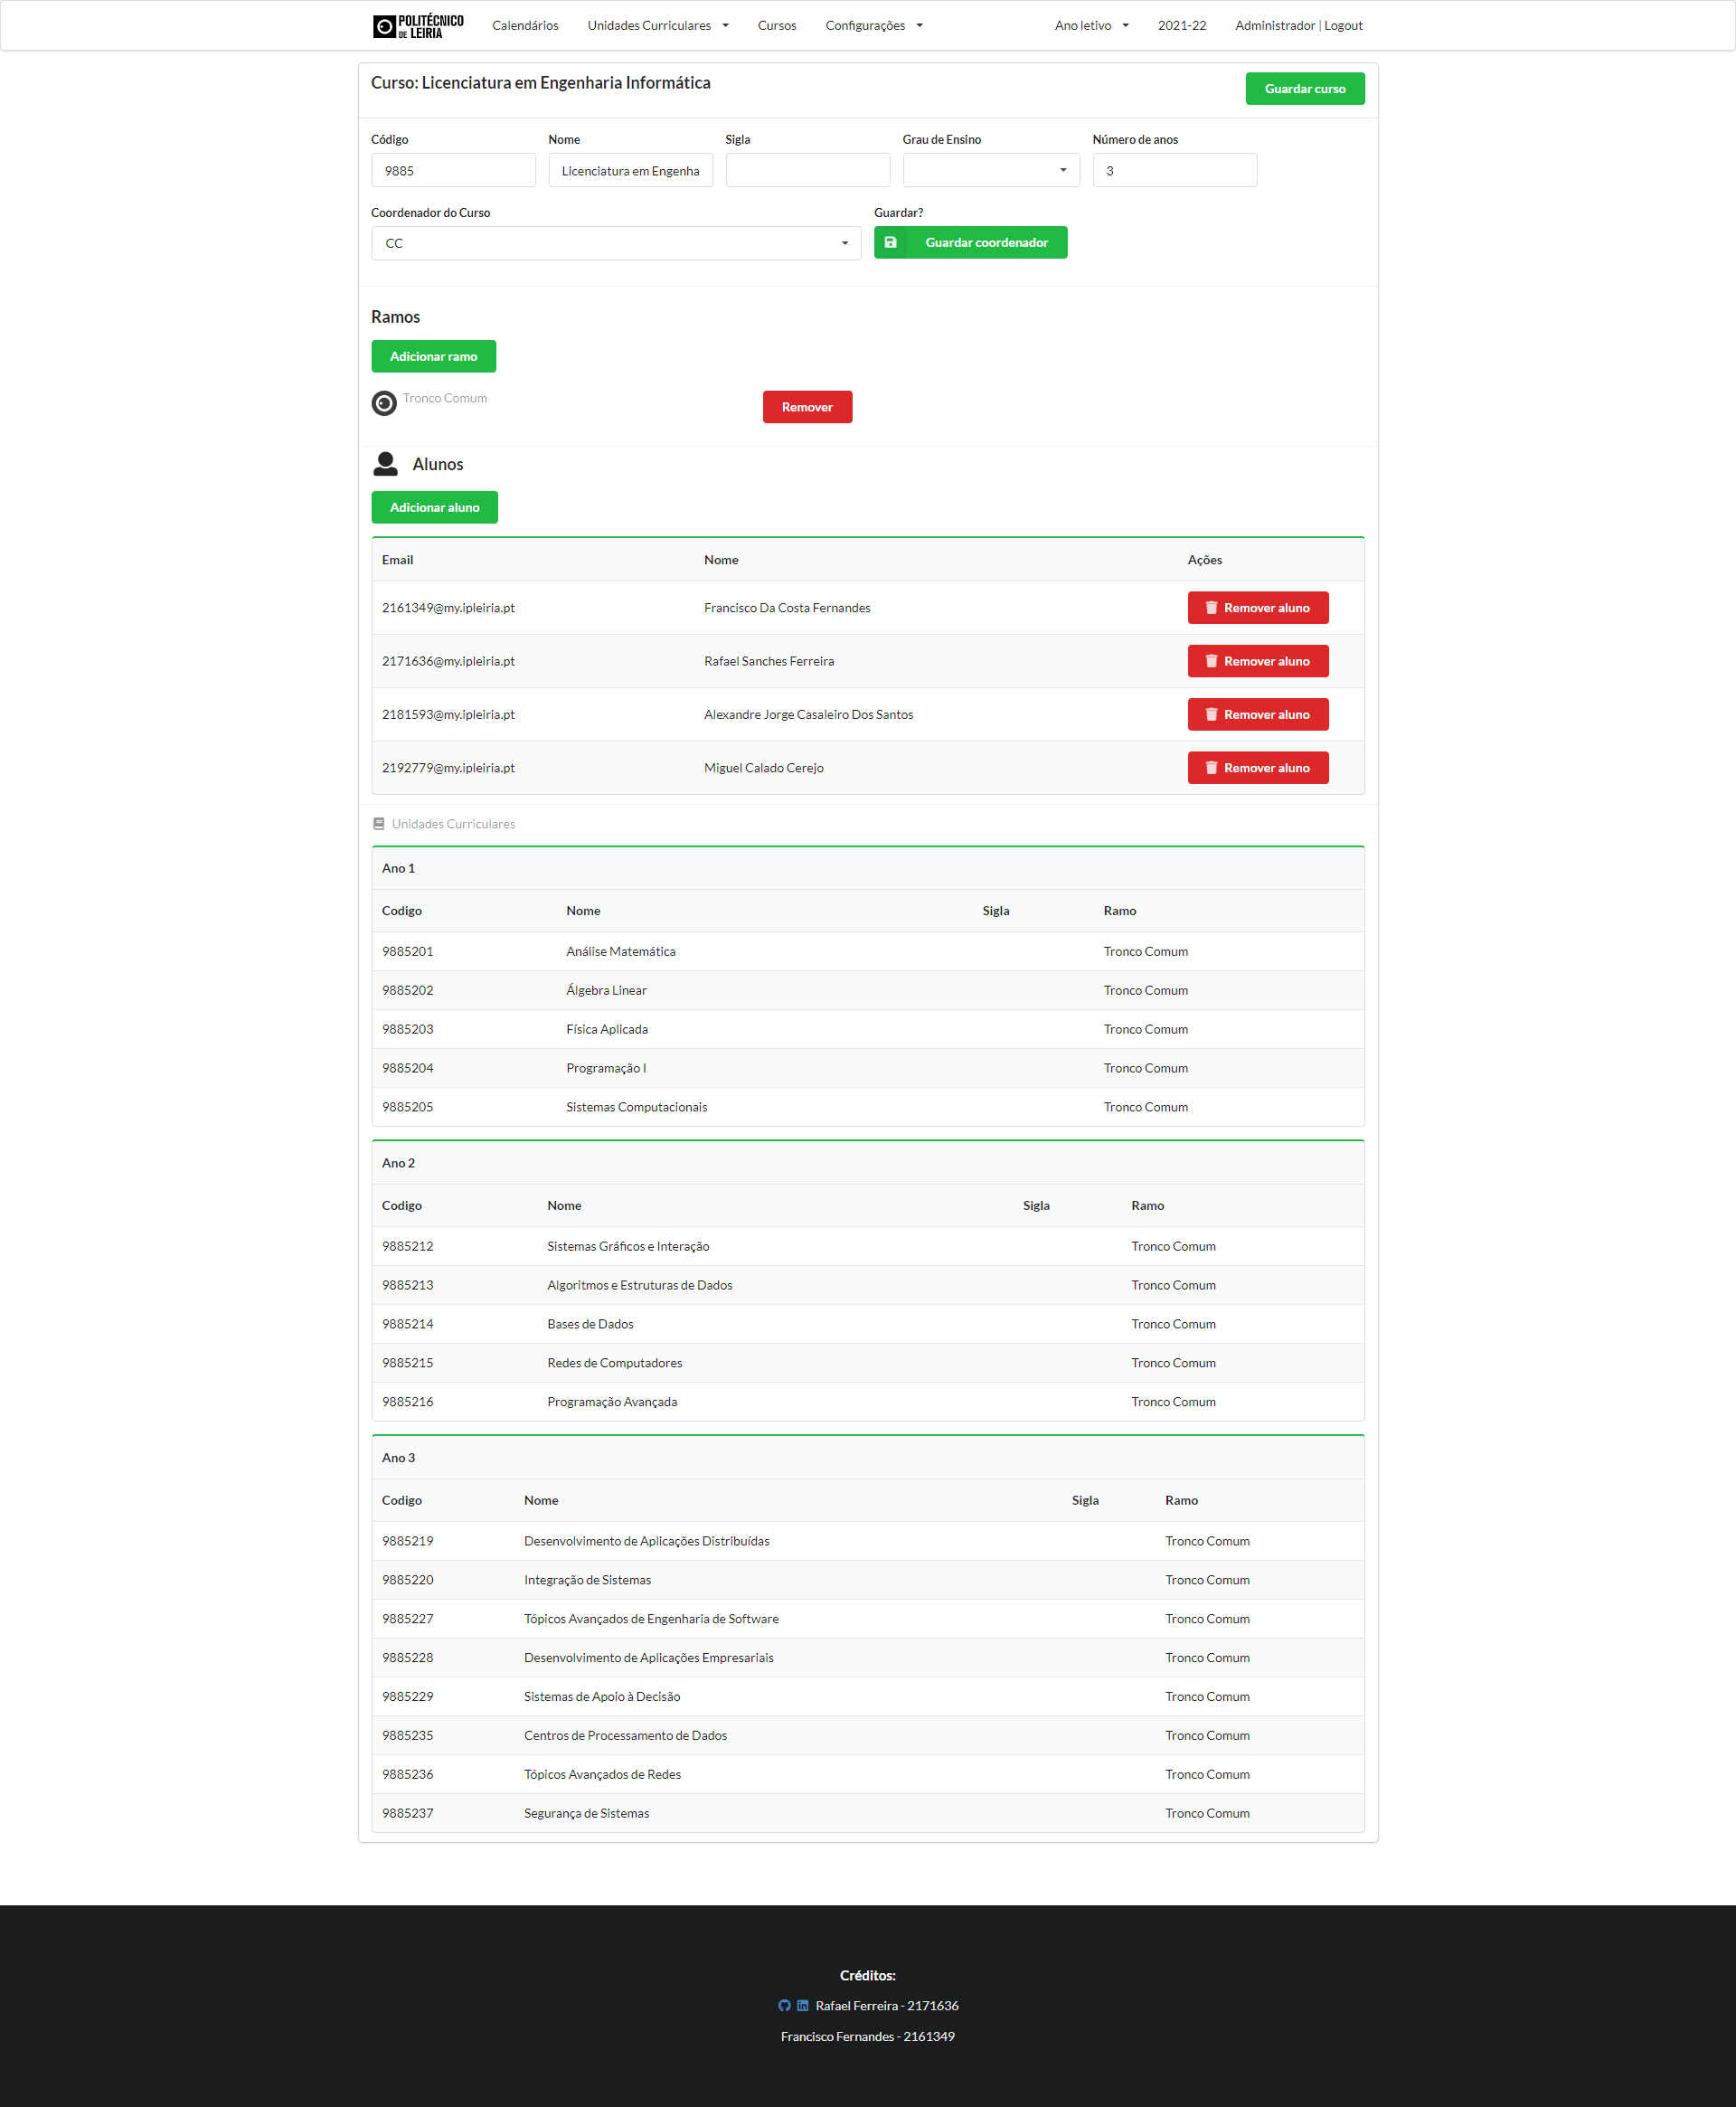 POLITÉCNICO DE LEIRIA Calendários Unidades Curriculares Cursos Configurações Ano letivo 2021-22 Administrador | Logout
Curso: Licenciatura em Engenharia Informática Guardar curso
Código Nome Sigla Grau de Ensino Número de anos
9885 Licenciatura em Engenha 3
Coordenador do Curso Guardar?
CC Guardar coordenador
Ramos
Adicionar ramo
Tronco Comum Remover
Alunos
Adicionar aluno
Email Nome Ações
2161349@my.ipleiria.pt Francisco Da Costa Fernandes Remover aluno
2171636@my.ipleiria.pt Rafael Sanches Ferreira Remover aluno
2181593@my.ipleiria.pt Alexandre Jorge Casaleiro Dos Santos Remover aluno
2192779@my.ipleiria.pt Miguel Calado Cerejo Remover aluno
Unidades Curriculares
Ano 1
Codigo Nome Sigla Ramo
9885201 Análise Matemática Tronco Comum
9885202 Álgebra Linear Tronco Comum
9885203 Física Aplicada Tronco Comum
9885204 Programação I Tronco Comum
9885205 Sistemas Computacionais Tronco Comum
Ano 2
Codigo Nome Sigla Ramo
9885212 Sistemas Gráficos e Interação Tronco Comum
9885213 Algoritmos e Estruturas de Dados Tronco Comum
9885214 Bases de Dados Tronco Comum
9885215 Redes de Computadores Tronco Comum
9885216 Programação Avançada Tronco Comum
Ano 3
Codigo Nome Sigla Ramo
9885219 Desenvolvimento de Aplicações Distribuídas Tronco Comum
9885220 Integração de Sistemas Tronco Comum
9885227 Tópicos Avançados de Engenharia de Software Tronco Comum
9885228 Desenvolvimento de Aplicações Empresariais Tronco Comum
9885229 Sistemas de Apoio à Decisão Tronco Comum
9885235 Centros de Processamento de Dados Tronco Comum
9885236 Tópicos Avançados de Redes Tronco Comum
9885237 Segurança de Sistemas Tronco Comum
Créditos:
Rafael Ferreira - 2171636
Francisco Fernandes - 2161349